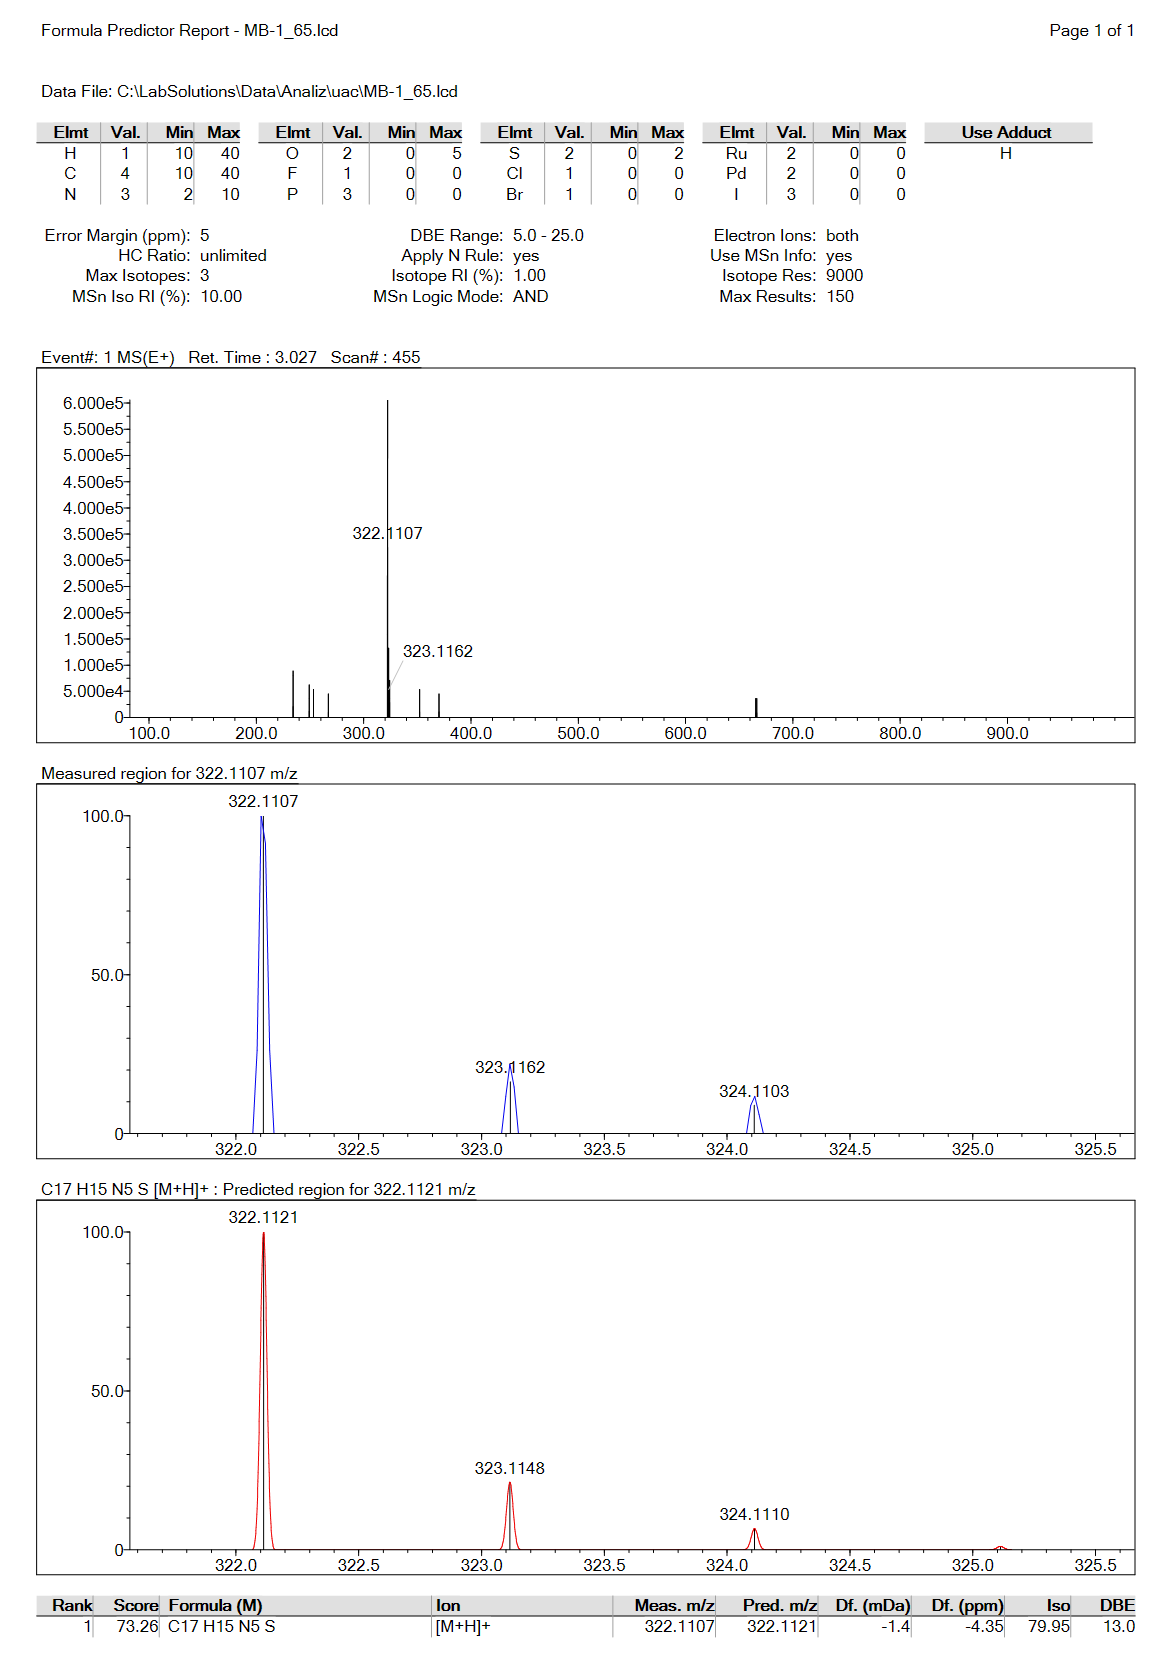 Formula Predictor Report - MB-1_65.lcd Page 1 of 1
Data File: C:\LabSolutions\Data\Analiz\uac\MB-1_65.lcd
Elmt Val. Min Max Elmt Val. Min Max Elmt Val. Min Max Elmt Val. Min Max Use Adduct
H 1 10 40 O 2 0 5 S 2 0 2 Ru 2 0 0 H
C 4 10 40 F 1 0 0 Cl 1 0 0 Pd 2 0 0
N 3 2 10 P 3 0 0 Br 1 0 0 I 3 0 0
Error Margin (ppm): 5 DBE Range: 5.0 - 25.0 Electron Ions: both
HC Ratio: unlimited Apply N Rule: yes Use MSn Info: yes
Max Isotopes: 3 Isotope RI (%): 1.00 Isotope Res: 9000
MSn Iso RI (%): 10.00 MSn Logic Mode: AND Max Results: 150
Event#: 1 MS(E+) Ret. Time : 3.027 Scan# : 455
6.000e5
5.500e5
5.000e5
4.500e5
4.000e5
3.500e5
322.1107
3.000e5
2.500e5
2.000e5
1.500e5
323.1162
1.000e5
5.000e4
0
100.0 200.0 300.0 400.0 500.0 600.0 700.0 800.0 900.0
Measured region for 322.1107 m/z
322.1107
100.0
50.0
323.1162
324.1103
0
322.0 322.5 323.0 323.5 324.0 324.5 325.0 325.5
C17 H15 N5 S [M+H]+ : Predicted region for 322.1121 m/z
322.1121
100.0
50.0
323.1148
324.1110
0
322.0 322.5 323.0 323.5 324.0 324.5 325.0 325.5
Rank Score Formula (M) Ion Meas. m/z Pred. m/z Df. (mDa) Df. (ppm) Iso DBE
1 73.26 C17 H15 N5 S [M+H]+ 322.1107 322.1121 -1.4 -4.35 79.95 13.0